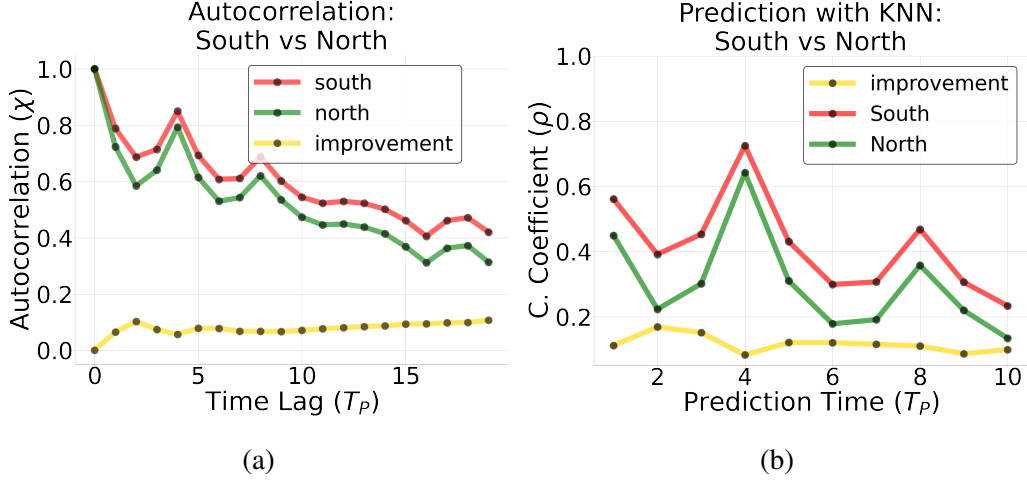 Autocorrelation:
South vs North
1.0
0.8
0.6
0.4
0.2
0.0
Autocorrelation (χ)
south
north
improvement
0
5
10
15
Time Lag (T_P)
(a)
Prediction with KNN:
South vs North
1.0
0.8
0.6
0.4
0.2
C. Coefficient (ρ)
improvement
South
North
2
4
6
8
10
Prediction Time (T_P)
(b)